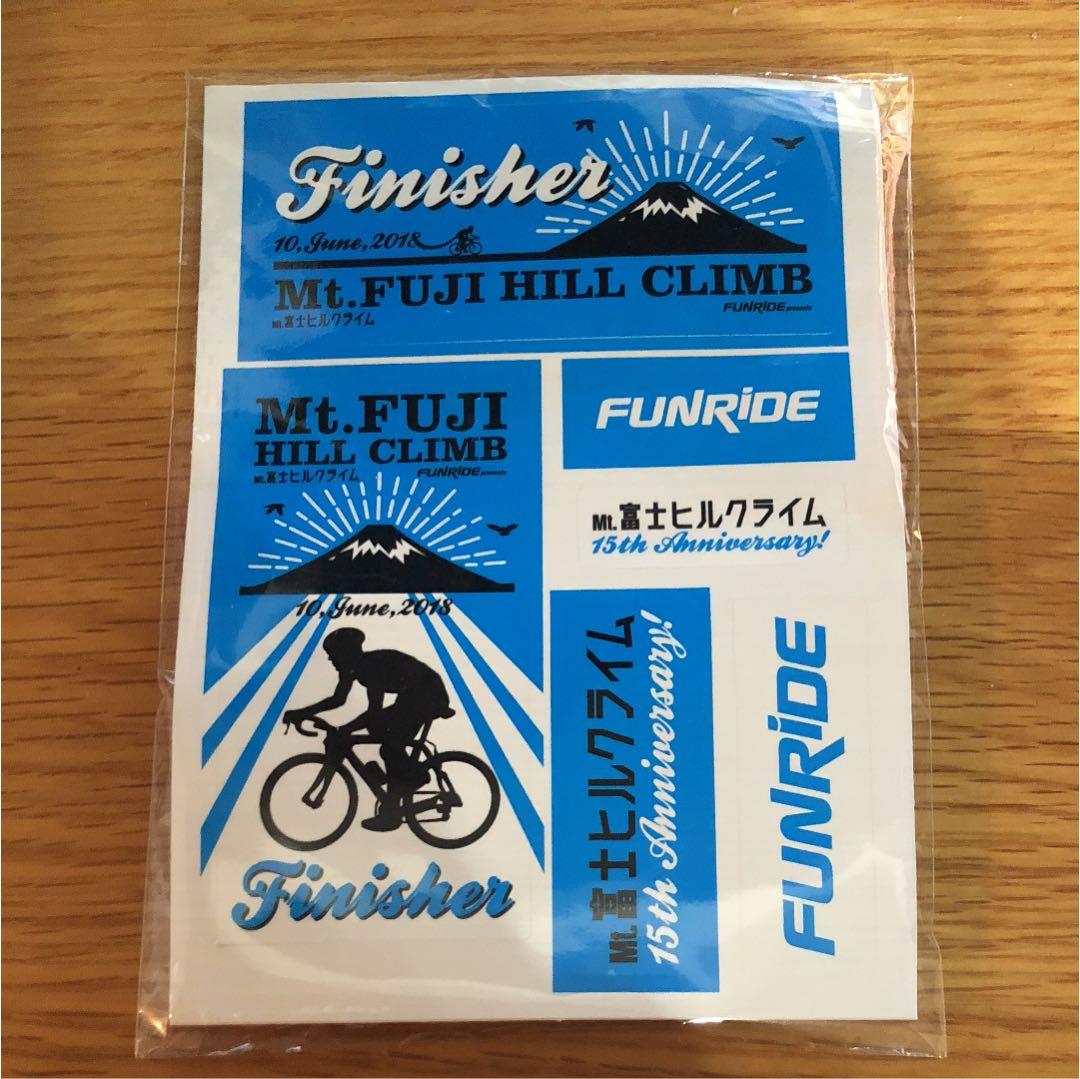 Finisher
10, June, 2018
Mt.FUJI HILL CLIMB
Mt.富士ヒルクライム
FUNRiDE presents
Mt.FUJI
HILL CLIMB
Mt.富士ヒルクライム
FUNRiDE presents
10, June, 2018
Finisher
FUNRiDE
Mt.富士ヒルクライム
15th Anniversary!
Mt.富士ヒルクライム
15th Anniversary!
FUNRiDE